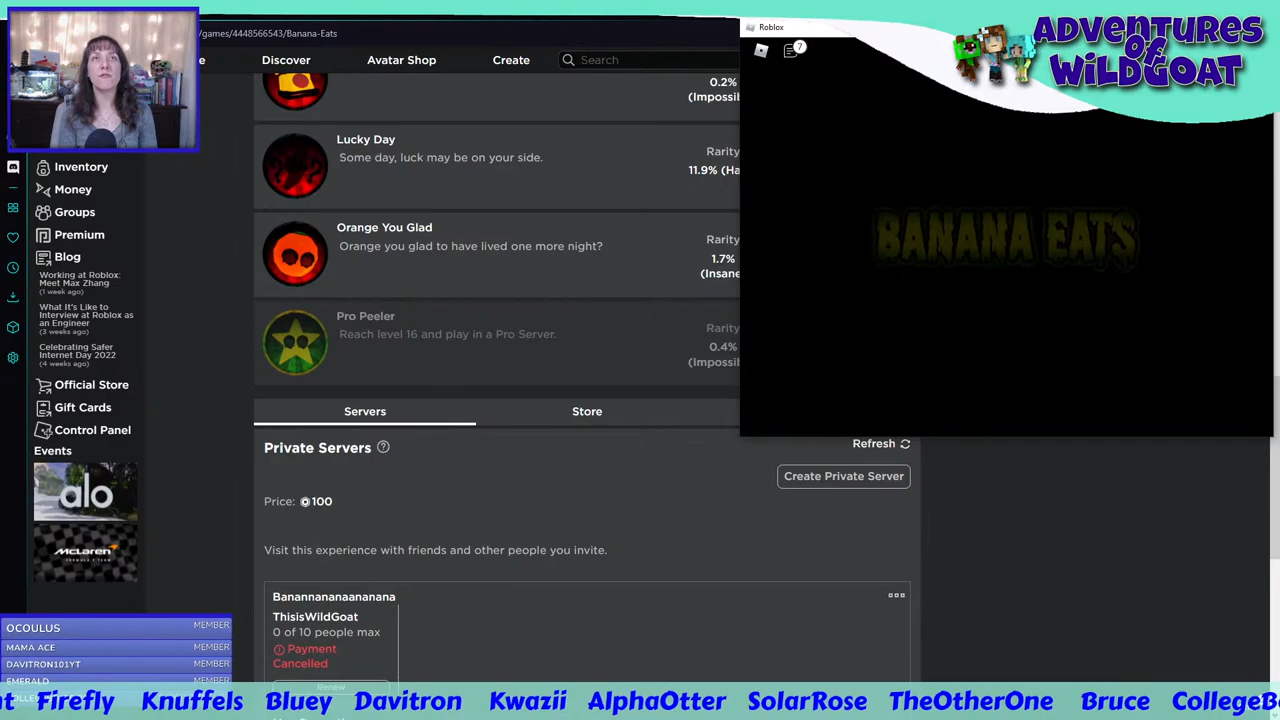 /games/4448566543/Banana-Eats
Discover
Avatar Shop
Create
Search
Roblox
7
ADVENTURES
OF
WILDGOAT
0.2%
Lucky Day
Some day, luck may be on your side.
Rarity
11.9%
Orange You Glad
Orange you glad to have lived one more night?
Rarity
1.7%
Pro Peeler
Reach level 16 and play in a Pro Server.
Rarity
0.4%
BANANA EATS
Inventory
Money
Groups
Premium
Blog
Working at Roblox:
Meet Max Zhang
(1 week ago)
What It's Like to
Interview at Roblox as
an Engineer
(3 weeks ago)
Celebrating Safer
Internet Day 2022
(4 weeks ago)
Official Store
Gift Cards
Control Panel
Events
alo
McLaren
Servers
Store
Private Servers
Refresh
Create Private Server
Price: 100
Visit this experience with friends and other people you invite.
Banannananaananana
ThisisWildGoat
0 of 10 people max
Payment
Cancelled
Renew
OCOULUS MEMBER
MAMA ACE MEMBER
DAVITRON101YT MEMBER
EMERALD MEMBER
MEMBER
Firefly Knuffels Bluey Davitron Kwazii AlphaOtter SolarRose TheOtherOne Bruce